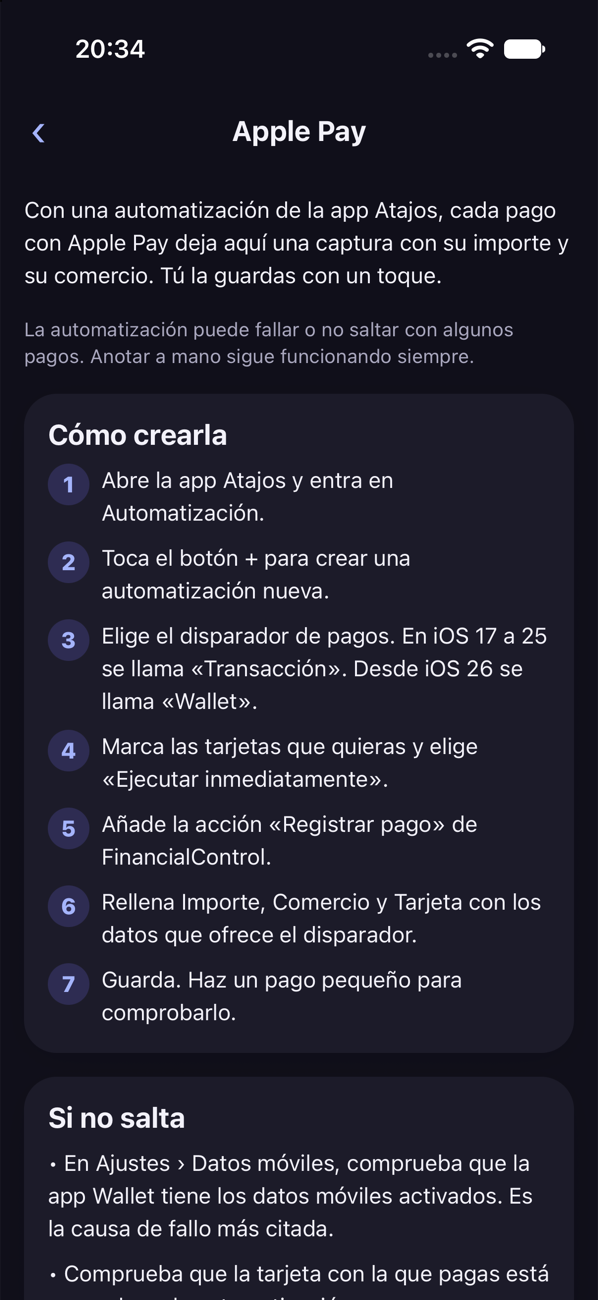 20:34
Apple Pay
Con una automatización de la app Atajos, cada pago
con Apple Pay deja aquí una captura con su importe y
su comercio. Tú la guardas con un toque.
La automatización puede fallar o no saltar con algunos
pagos. Anotar a mano sigue funcionando siempre.
Cómo crearla
1 Abre la app Atajos y entra en
Automatización.
2 Toca el botón + para crear una
automatización nueva.
3 Elige el disparador de pagos. En iOS 17 a 25
se llama «Transacción». Desde iOS 26 se
llama «Wallet».
4 Marca las tarjetas que quieras y elige
«Ejecutar inmediatamente».
5 Añade la acción «Registrar pago» de
FinancialControl.
6 Rellena Importe, Comercio y Tarjeta con los
datos que ofrece el disparador.
7 Guarda. Haz un pago pequeño para
comprobarlo.
Si no salta
• En Ajustes › Datos móviles, comprueba que la
app Wallet tiene los datos móviles activados. Es
la causa de fallo más citada.
• Comprueba que la tarjeta con la que pagas está